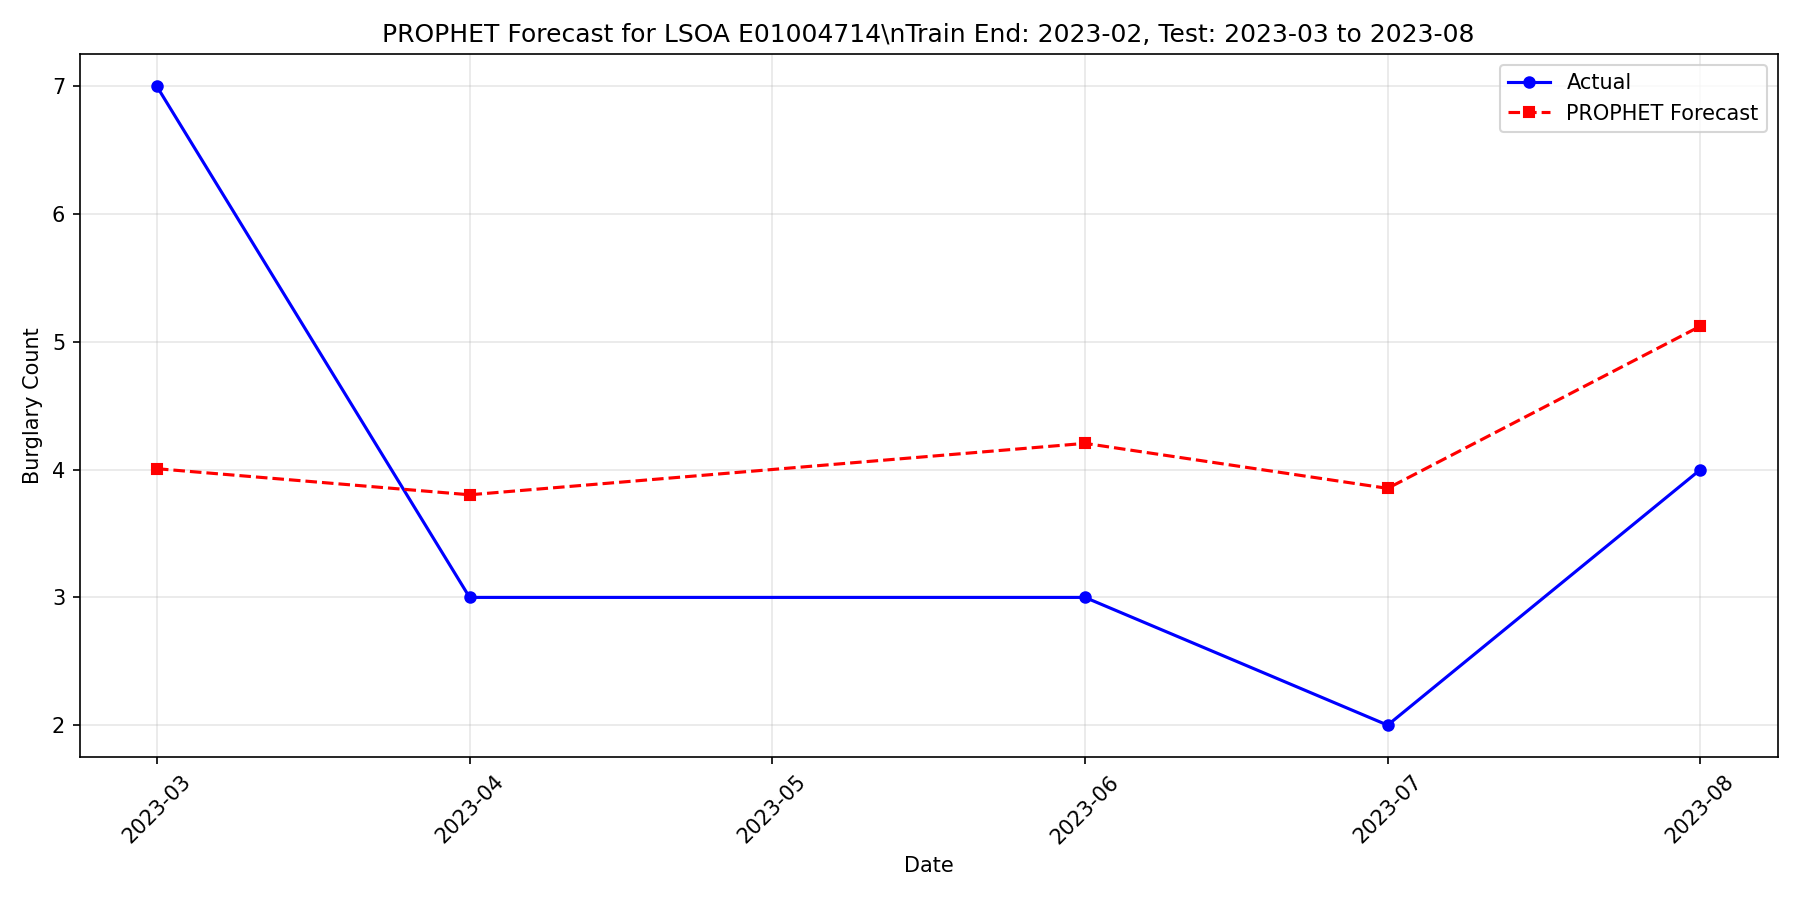 PROPHET Forecast for LSOA E01004714\nTrain End: 2023-02, Test: 2023-03 to 2023-08
Actual
PROPHET Forecast
7
6
5
4
3
2
Burglary Count
2023-03
2023-04
2023-05
2023-06
2023-07
2023-08
Date